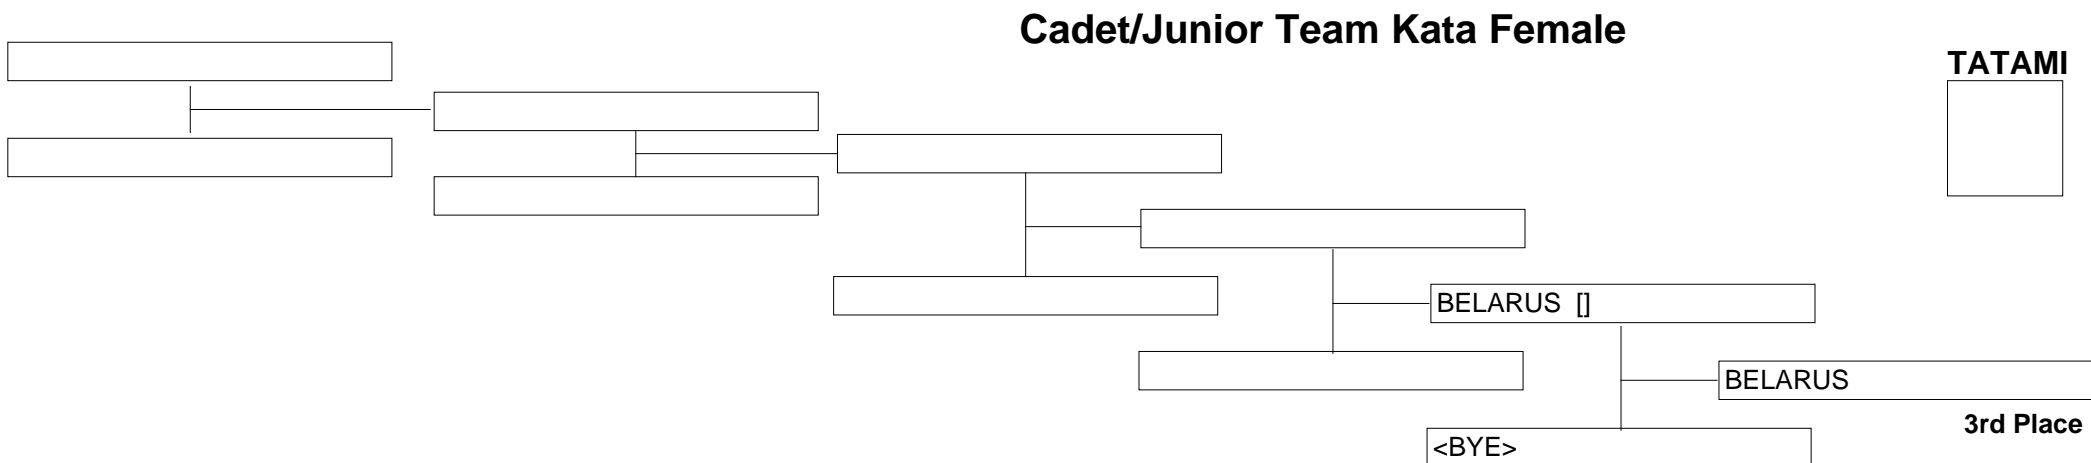 Cadet/Junior Team Kata Female
TATAMI
BELARUS []
BELARUS
3rd Place
<BYE>